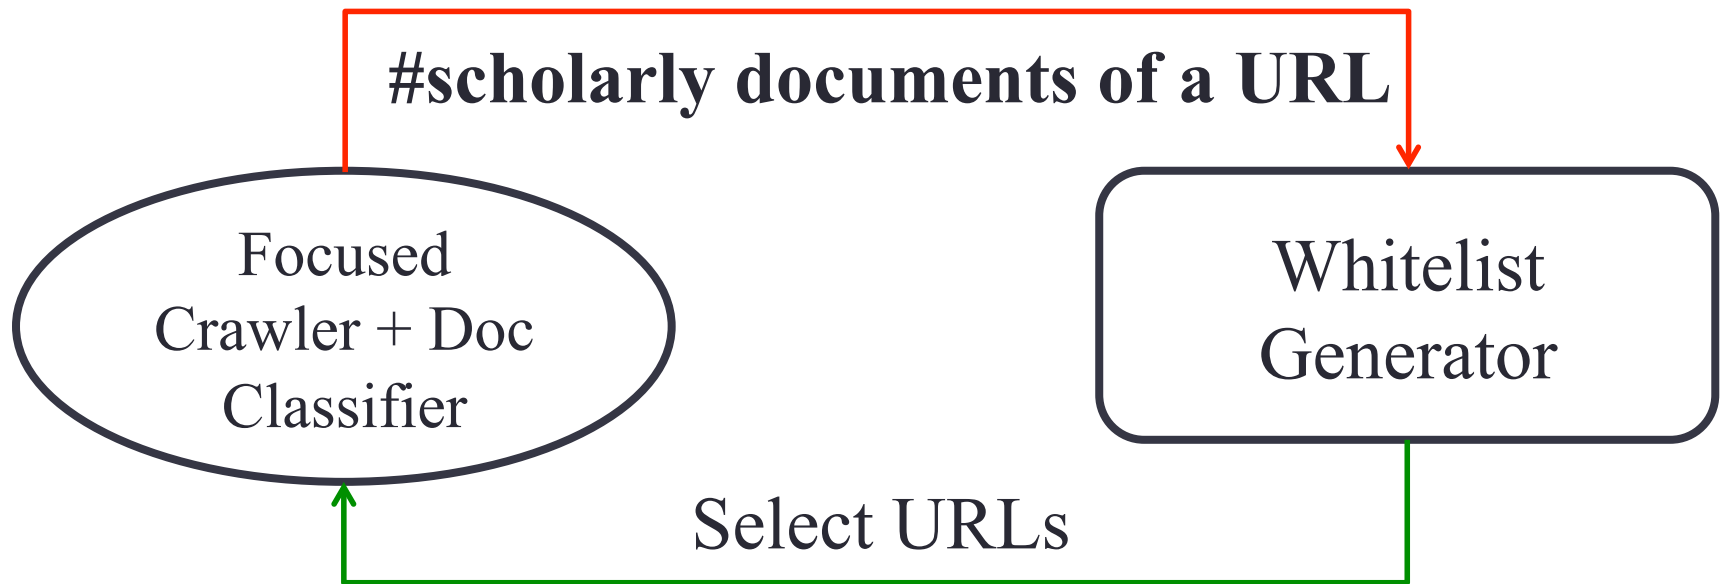 #scholarly documents of a URL
Focused
Crawler + Doc
Classifier
Whitelist
Generator
Select URLs